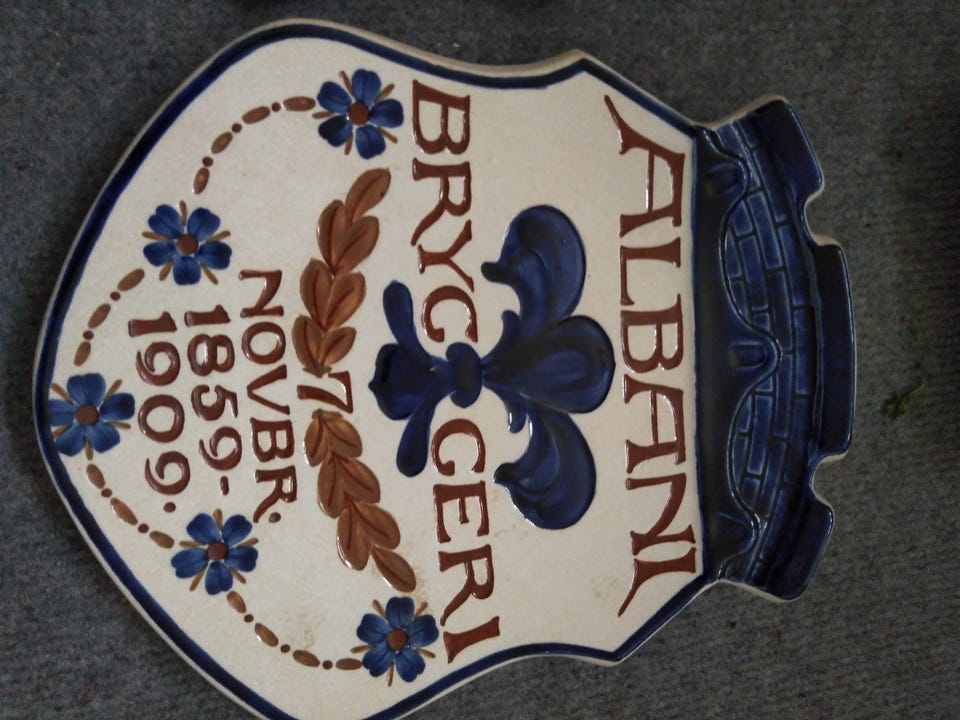 ALBANI
BRYGGERI
7
NOVBR.
1859-
1909.